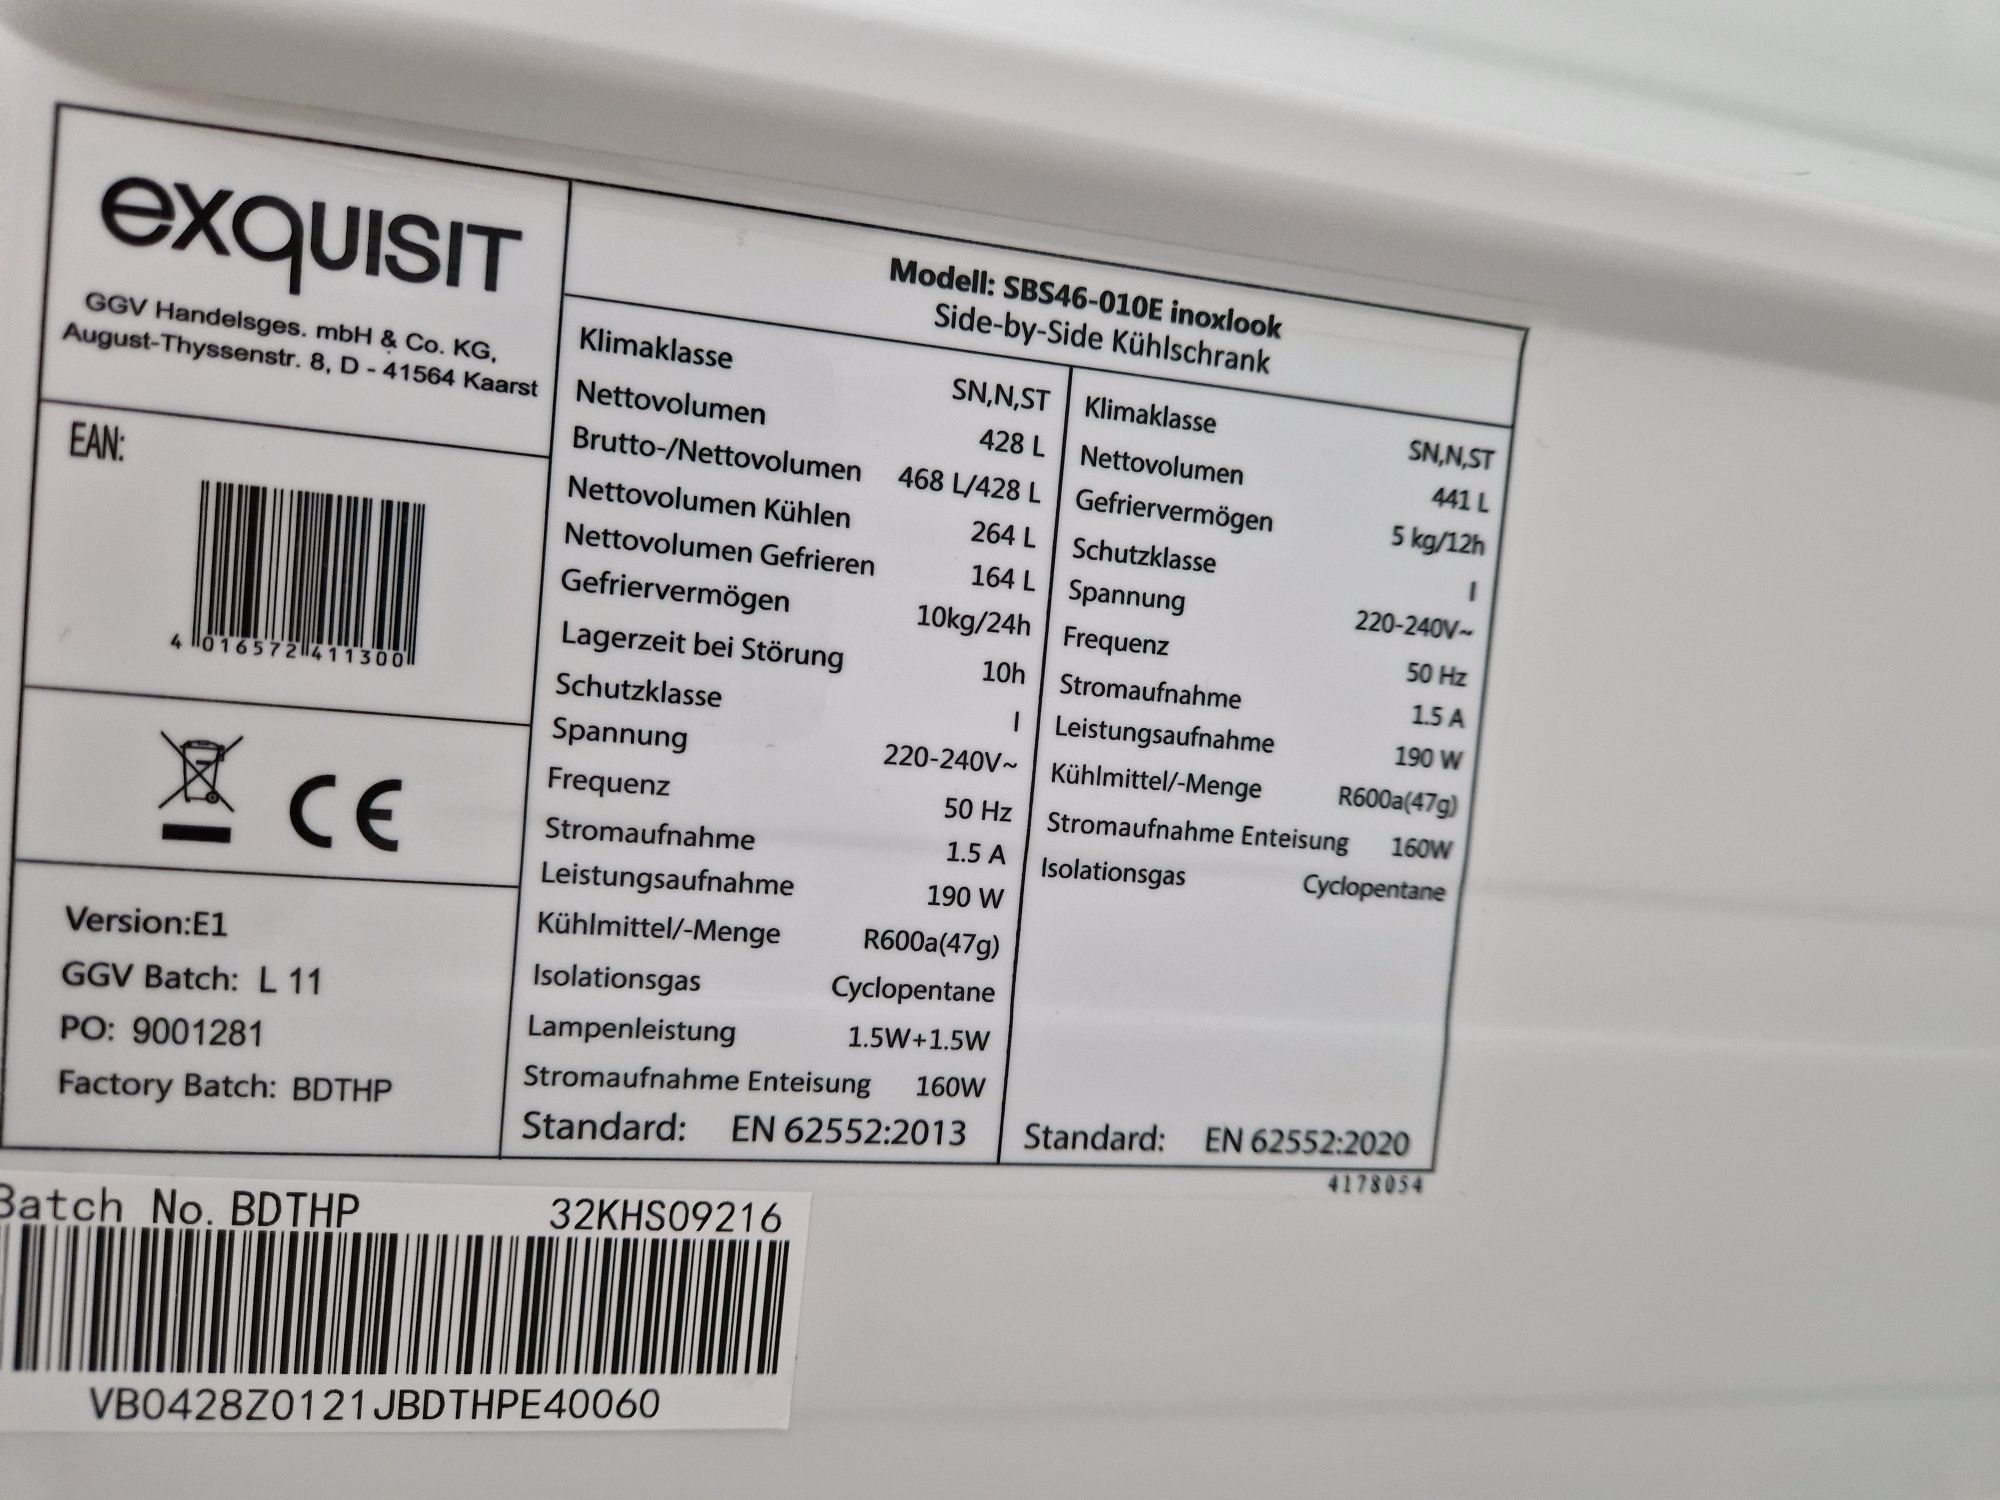 exquisit
GGV Handelsges. mbH & Co. KG,
August-Thyssenstr. 8, D - 41564 Kaarst
EAN:
4 016572 411300
CE
Version:E1
GGV Batch: L 11
PO: 9001281
Factory Batch: BDTHP
Modell: SBS46-010E inoxlook
Side-by-Side Kühlschrank
Klimaklasse SN,N,ST
Nettovolumen 428 L
Brutto-/Nettovolumen 468 L/428 L
Nettovolumen Kühlen 264 L
Nettovolumen Gefrieren 164 L
Gefriervermögen 10kg/24h
Lagerzeit bei Störung 10h
Schutzklasse I
Spannung 220-240V~
Frequenz 50 Hz
Stromaufnahme 1.5 A
Leistungsaufnahme 190 W
Kühlmittel/-Menge R600a(47g)
Isolationsgas Cyclopentane
Lampenleistung 1.5W+1.5W
Stromaufnahme Enteisung 160W
Standard: EN 62552:2013
Klimaklasse SN,N,ST
Nettovolumen 441 L
Gefriervermögen 5 kg/12h
Schutzklasse I
Spannung 220-240V~
Frequenz 50 Hz
Stromaufnahme 1.5 A
Leistungsaufnahme 190 W
Kühlmittel/-Menge R600a(47g)
Stromaufnahme Enteisung 160W
Isolationsgas Cyclopentane
Standard: EN 62552:2020
4178054
Batch No. BDTHP 32KHS09216
VB0428Z0121JBDTHPE40060